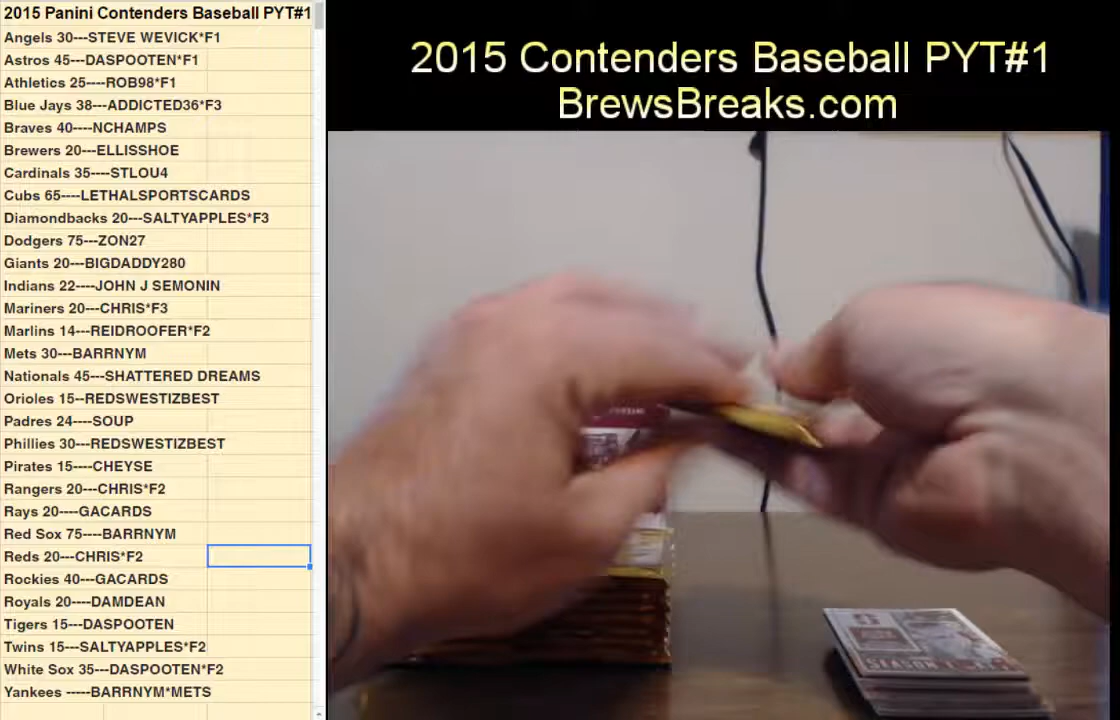 2015 Panini Contenders Baseball PYT#1
Angels 30---STEVE WEVICK*F1
Astros 45---DASPOOTEN*F1
Athletics 25----ROB98*F1
Blue Jays 38---ADDICTED36*F3
Braves 40----NCHAMPS
Brewers 20---ELLISSHOE
Cardinals 35----STLOU4
Cubs 65----LETHALSPORTSCARDS
Diamondbacks 20---SALTYAPPLES*F3
Dodgers 75---ZON27
Giants 20---BIGDADDY280
Indians 22----JOHN J SEMONIN
Mariners 20---CHRIS*F3
Marlins 14---REIDROOFER*F2
Mets 30---BARRNYM
Nationals 45---SHATTERED DREAMS
Orioles 15--REDSWESTIZBEST
Padres 24----SOUP
Phillies 30---REDSWESTIZBEST
Pirates 15----CHEYSE
Rangers 20---CHRIS*F2
Rays 20----GACARDS
Red Sox 75----BARRNYM
Reds 20---CHRIS*F2
Rockies 40---GACARDS
Royals 20----DAMDEAN
Tigers 15----DASPOOTEN
Twins 15---SALTYAPPLES*F2
White Sox 35---DASPOOTEN*F2
Yankees -----BARRNYM*METS
2015 Contenders Baseball PYT#1
BrewsBreaks.com
SEASON